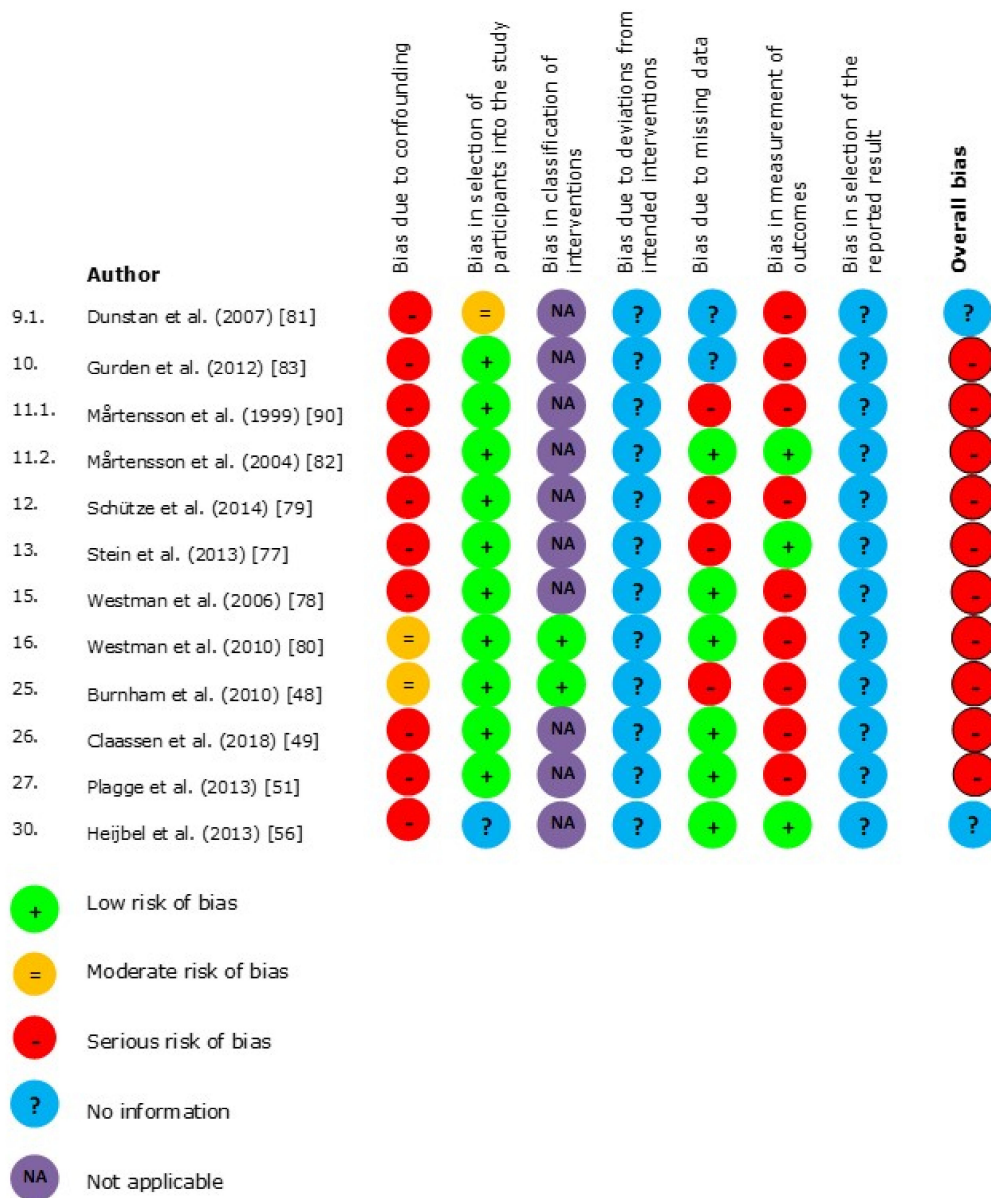 Bias due to confounding
Bias in selection of
participants into the study
Bias in classification of
interventions
Bias due to deviations from
intended interventions
Bias due to missing data
Bias in measurement of
outcomes
Bias in selection of the
reported result
Overall bias
Author
9.1. Dunstan et al. (2007) [81] - = NA ? ? - ? ?
10. Gurden et al. (2012) [83] - + NA ? ? - ? -
11.1. Mårtensson et al. (1999) [90] - + NA ? - - ? -
11.2. Mårtensson et al. (2004) [82] - + NA ? + + ? -
12. Schütze et al. (2014) [79] - + NA ? - - ? -
13. Stein et al. (2013) [77] - + NA ? - + ? -
15. Westman et al. (2006) [78] - + NA ? + - ? -
16. Westman et al. (2010) [80] = + + ? + - ? -
25. Burnham et al. (2010) [48] = + + ? - - ? -
26. Claassen et al. (2018) [49] - + NA ? + - ? -
27. Plagge et al. (2013) [51] - + NA ? + - ? -
30. Heijbel et al. (2013) [56] - ? NA ? + + ? ?
+ Low risk of bias
= Moderate risk of bias
- Serious risk of bias
? No information
NA Not applicable